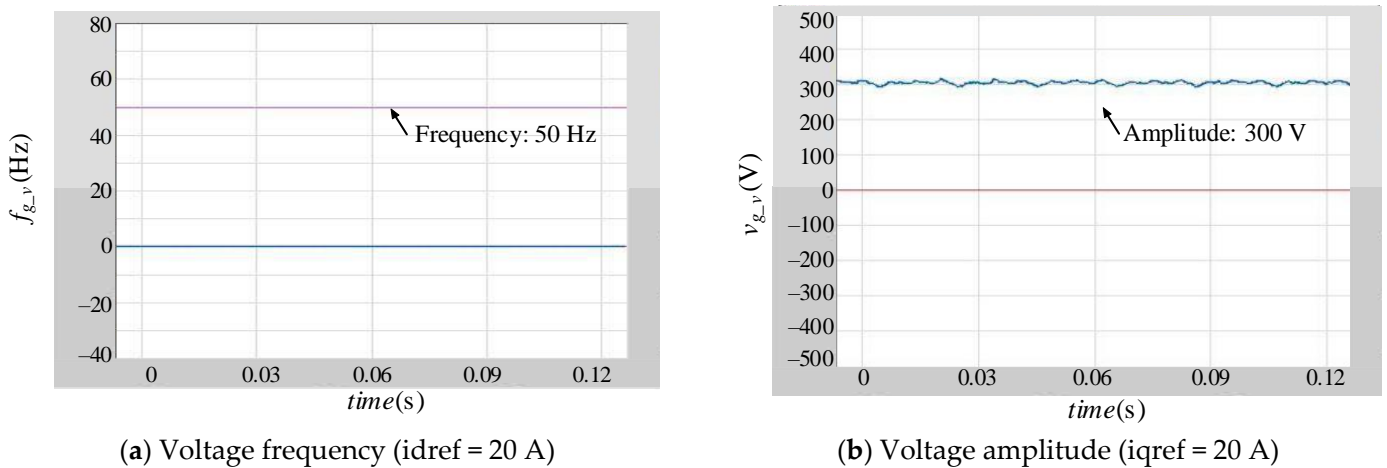 80
60
40
20
0
–20
–40
f g_v (Hz)
Frequency: 50 Hz
0 0.03 0.06 0.09 0.12
time(s)
(a) Voltage frequency (idref = 20 A)
500
400
300
200
100
0
–100
–200
–300
–400
–500
v g_v (V)
Amplitude: 300 V
0 0.03 0.06 0.09 0.12
time(s)
(b) Voltage amplitude (iqref = 20 A)